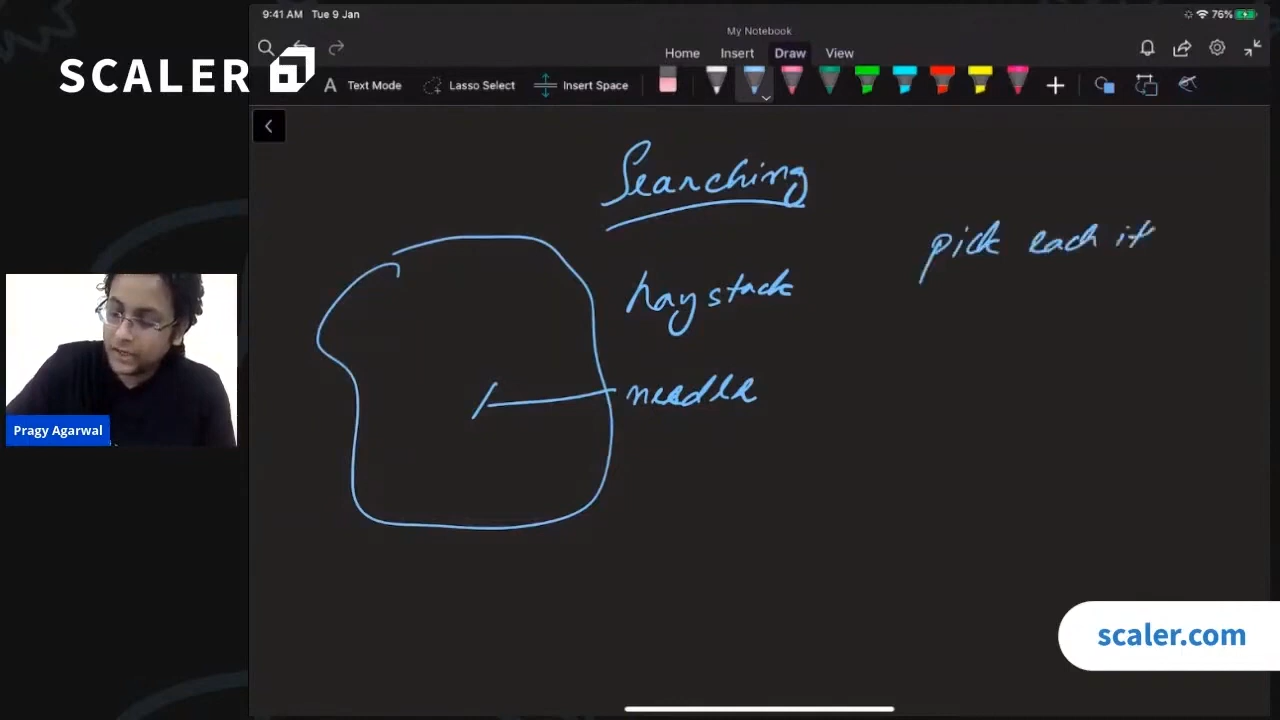 9:41 AM Tue 9 Jan
76%
My Notebook
Home Insert Draw View
SCALER
Text Mode Lasso Select Insert Space
Searching
pick each it
haystack
needle
Pragy Agarwal
scaler.com